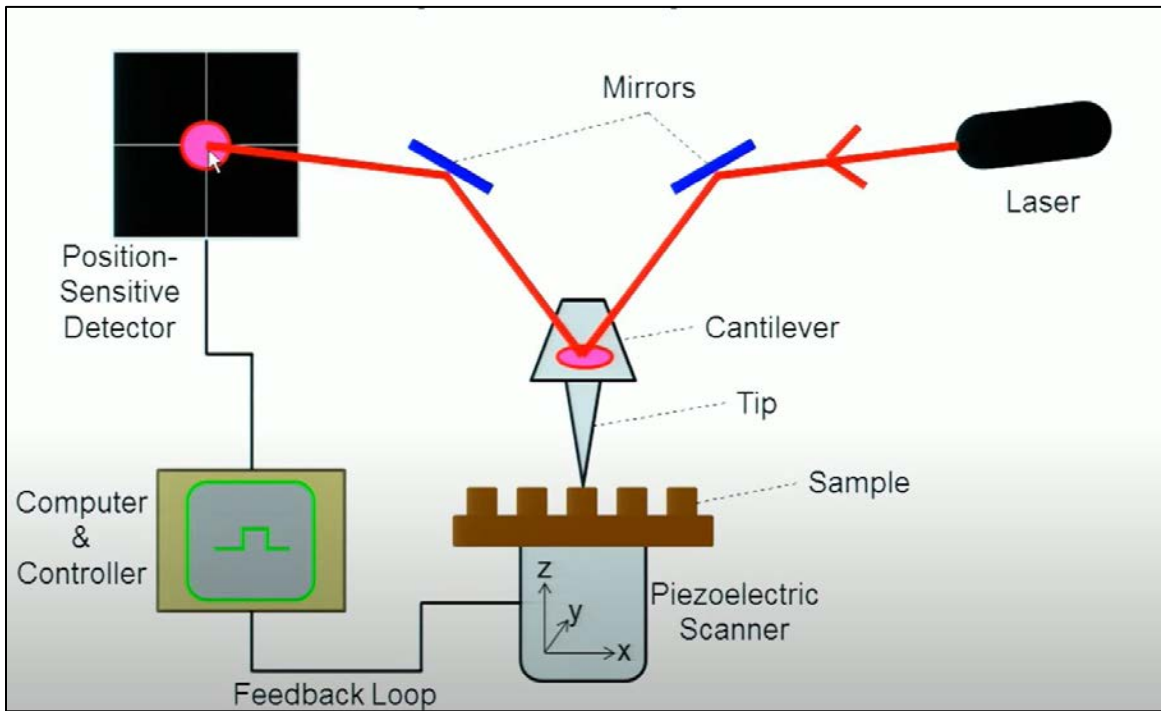 Mirrors
Laser
Position-
Sensitive
Detector
Cantilever
Tip
Sample
Computer
&
Controller
z
y
x
Piezoelectric
Scanner
Feedback Loop